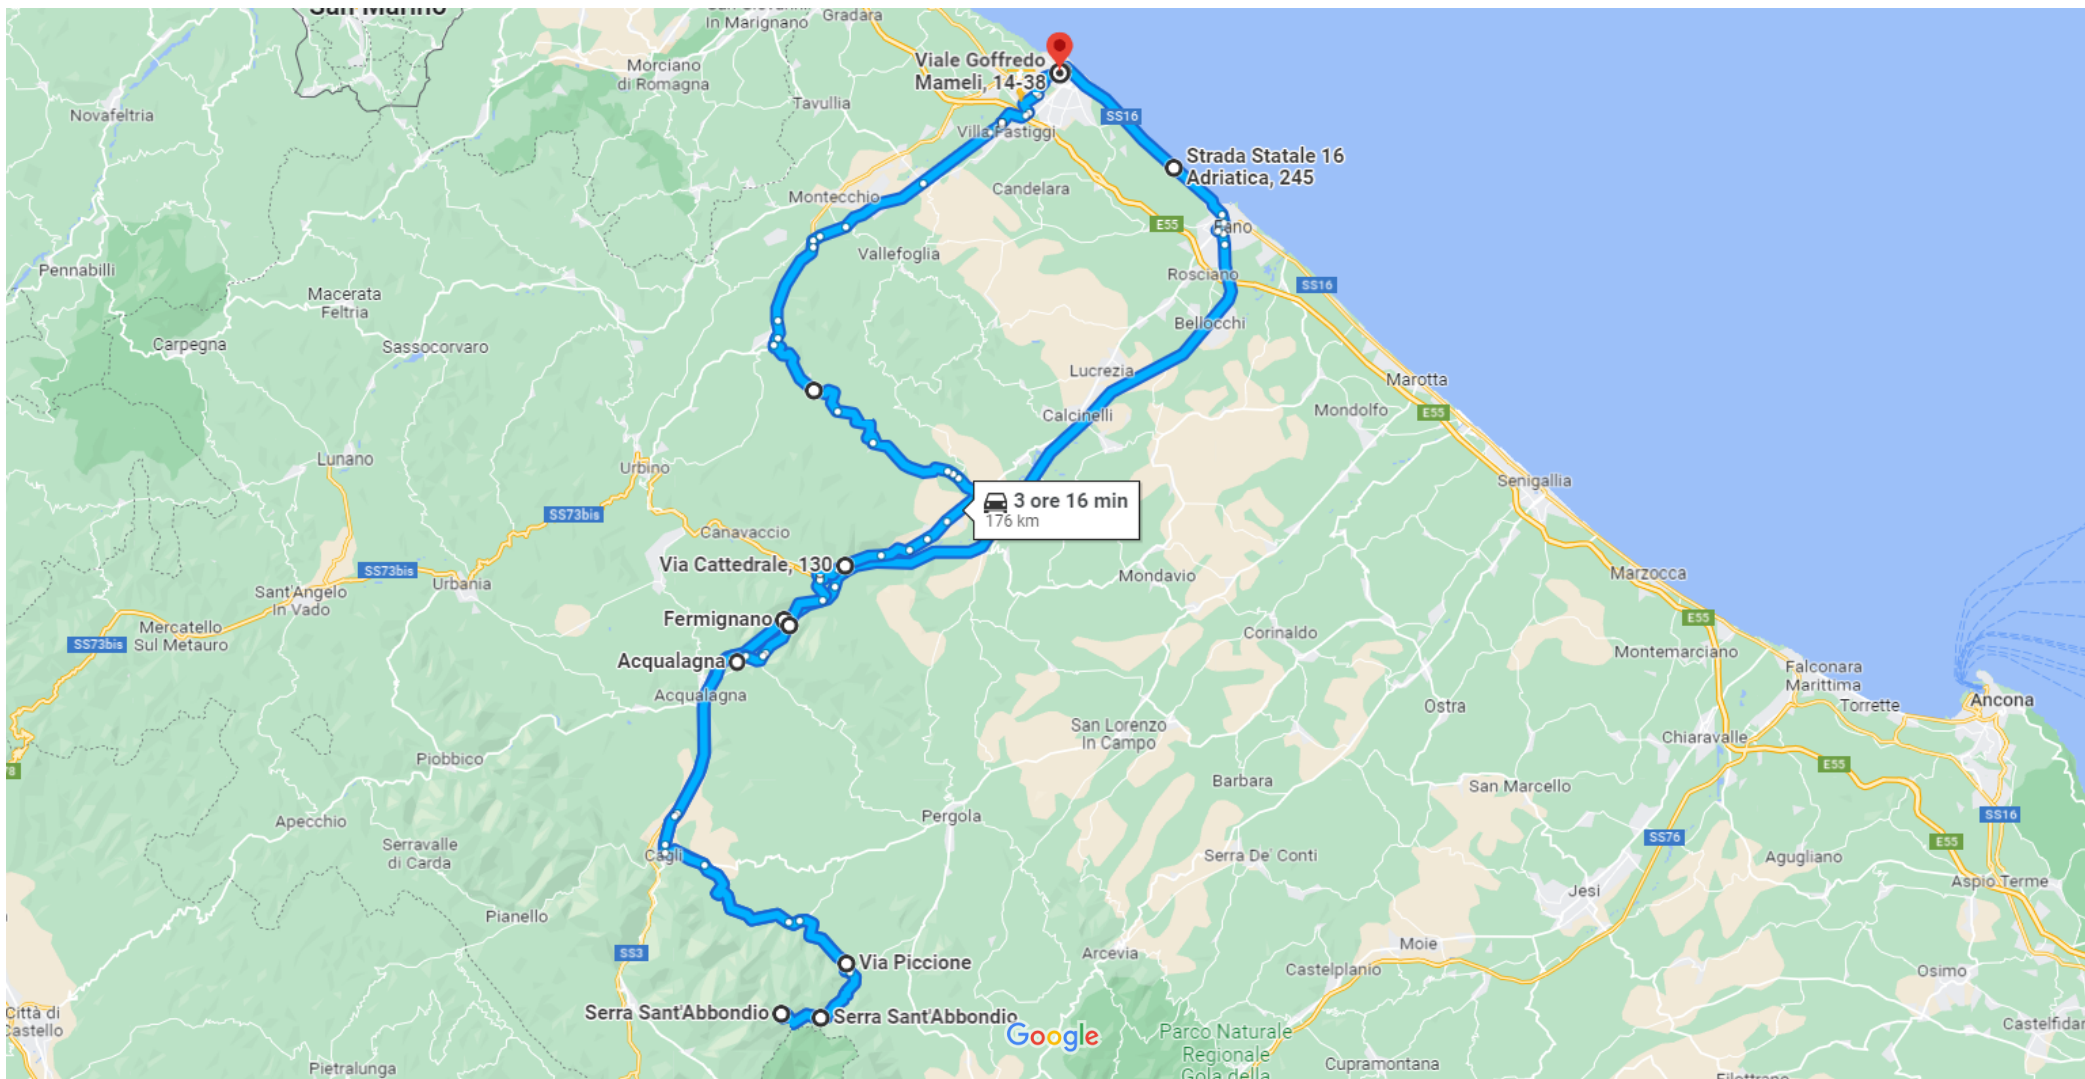 San Marino
In Marignano
Gradara
Morciano
di Romagna
Viale Goffredo
Mameli, 14-38
Novafeltria
Tavullia
SS16
Villa Fastiggi
Strada Statale 16
Adriatica, 245
Candelara
Montecchio
E55
Fano
Vallefoglia
Pennabilli
Rosciano
Macerata
Feltria
SS16
Bellocchi
Carpegna
Sassocorvaro
Lucrezia
Marotta
Calcinelli
Mondolfo
E55
Lunano
Urbino
Senigallia
3 ore 16 min
176 km
SS73bis
Canavaccio
Via Cattedrale, 130
SS73bis
Urbania
Mondavio
Marzocca
Sant'Angelo
In Vado
Fermignano
E55
Mercatello
Sul Metauro
SS73bis
Corinaldo
Montemarciano
Acqualagna
Acqualagna
Falconara
Marittima
Torrette
Ancona
Ostra
San Lorenzo
In Campo
Chiaravalle
Piobbico
E55
Barbara
San Marcello
Apecchio
Pergola
SS16
SS76
E55
Serravalle
di Carda
Cagli
Serra De' Conti
Agugliano
Aspio Terme
Jesi
Pianello
SS3
Arcevia
Moie
Via Piccione
Castelplanio
Osimo
Serra Sant'Abbondio
Serra Sant'Abbondio
Città di
Castello
Google
Parco Naturale
Regionale
Gola della
Castelfidar
Pietralunga
Cupramontana
Filottrano